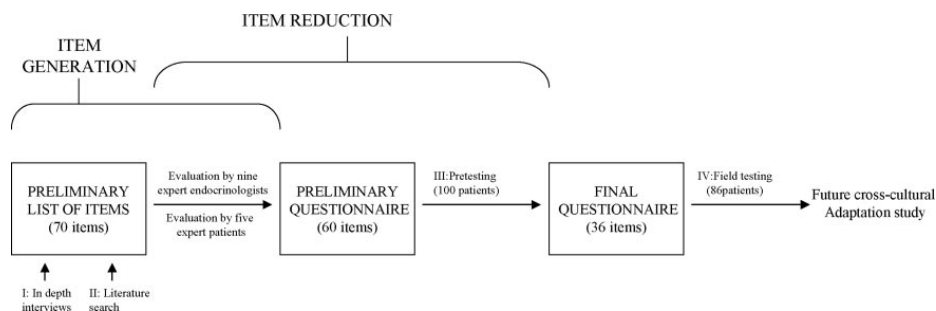 ITEM REDUCTION
ITEM
GENERATION
PRELIMINARY
LIST OF ITEMS
(70 items)
Evaluation by nine
expert endocrinologists
Evaluation by five
expert patients
PRELIMINARY
QUESTIONNAIRE
(60 items)
III:Pretesting
(100 patients)
FINAL
QUESTIONNAIRE
(36 items)
IV:Field testing
(86patients)
Future cross-cultural
Adaptation study
I: In depth
interviews
II: Literature
search